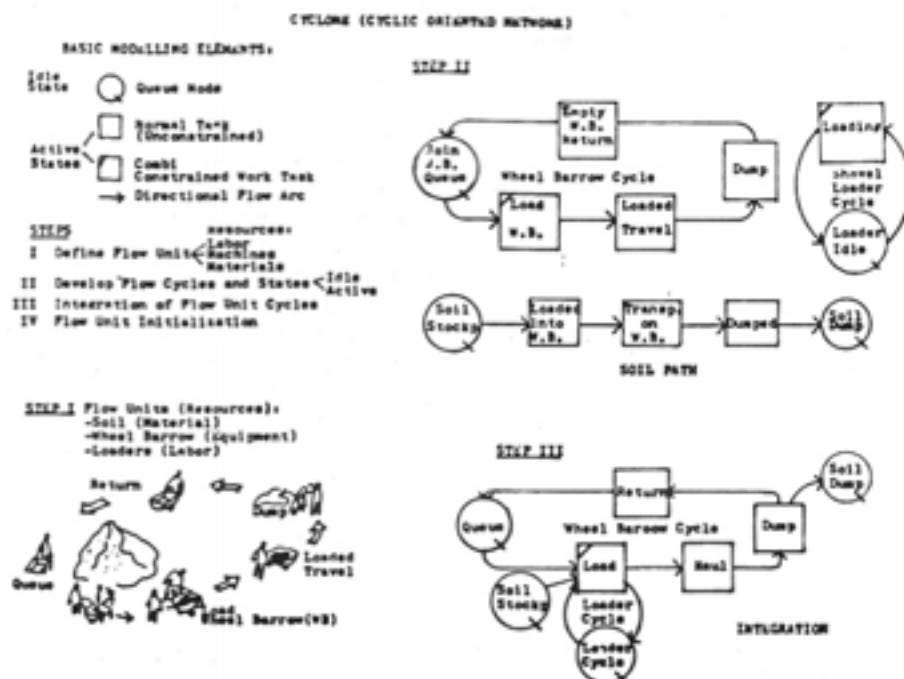 CYCLONE (CYCLIC ORIENTED NETWORK)
BASIC MODELLING ELEMENTS:
Idle
State
Queue Node
Normal Task
(Unconstrained)
Active
States
Combi
Constrained Work Task
Directional Flow Arc
STEPS
Resources:
Labor
I Define Flow Unit Machines
Materials
II Develop Flow Cycles and States Idle
Active
III Integration of Flow Unit Cycles
IV Flow Unit Initialization
STEP I Flow Units (Resources):
-Soil (Material)
-Wheel Barrow (Equipment)
-Loaders (Labor)
Return
Dump
Loaded
Travel
Queue
Wheel Barrow(WB)
STEP II
Empty
W.B.
Return
Queue
Wheel Barrow Cycle
Dump
Load
W.B.
Loaded
Travel
Loading
Shovel
Loader
Cycle
Loader
Idle
Soil
Stockp
Loaded
Into
W.B.
Transp.
on
W.B.
Dumped
Soil
Dump
SOIL PATH
STEP III
Return
Soil
Dump
Queue
Wheel Barrow Cycle
Dump
Load
Haul
Soil
Stockp
Loader
Cycle
Loader
Cycle
INTEGRATION